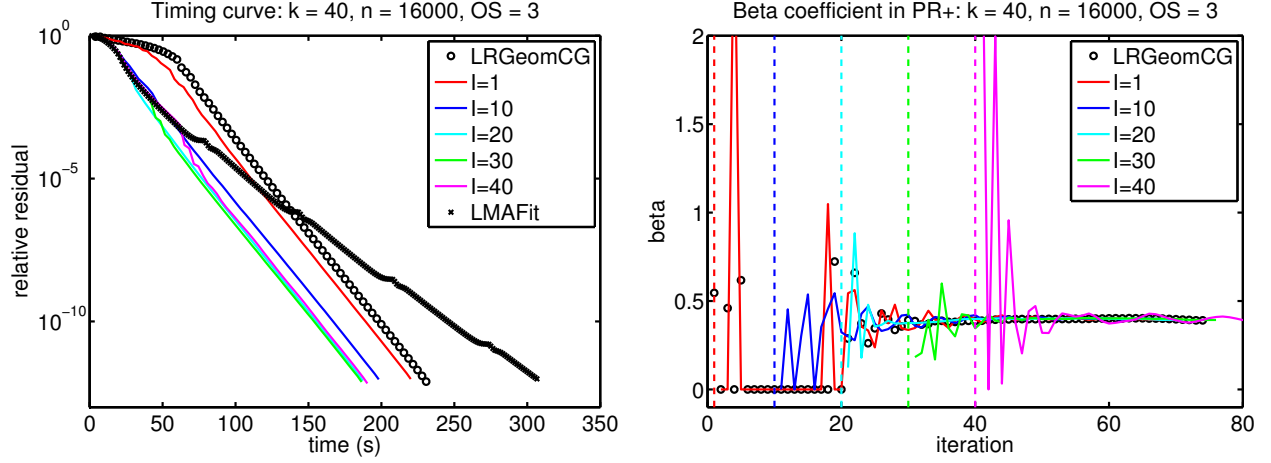 Timing curve: k = 40, n = 16000, OS = 3
relative residual
10^0
10^-5
10^-10
0 50 100 150 200 250 300 350
time (s)
LRGeomCG
I=1
I=10
I=20
I=30
I=40
LMAFit
Beta coefficient in PR+: k = 40, n = 16000, OS = 3
beta
2
1.5
1
0.5
0
0 20 40 60 80
iteration
LRGeomCG
I=1
I=10
I=20
I=30
I=40